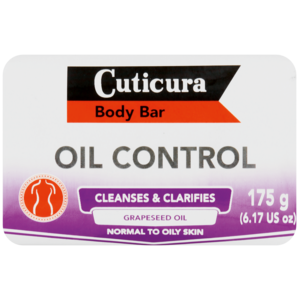 Cuticura
Body Bar
OIL CONTROL
CLEANSES & CLARIFIES
GRAPESEED OIL
NORMAL TO OILY SKIN
175 g
(6.17 US oz)